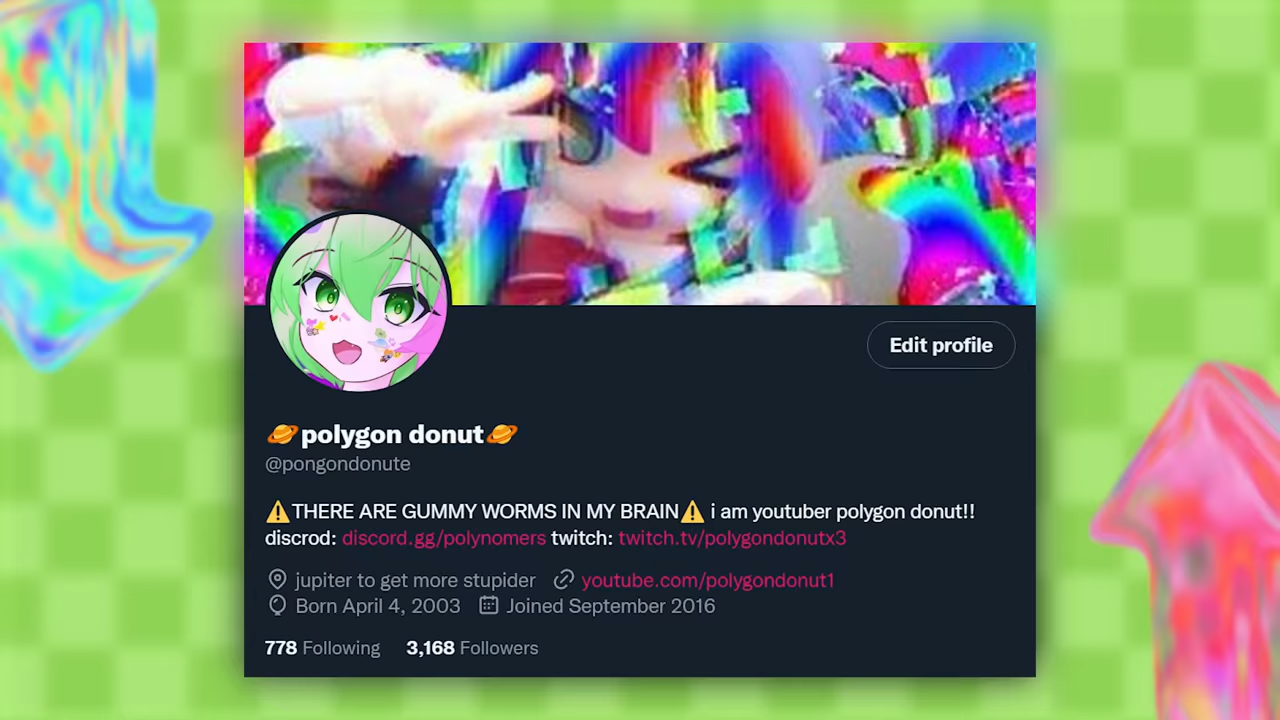 Edit profile
🪐polygon donut🪐
@pongondonute
⚠️THERE ARE GUMMY WORMS IN MY BRAIN⚠️ i am youtuber polygon donut!!
discrod: discord.gg/polynomers twitch: twitch.tv/polygondonutx3
jupiter to get more stupider youtube.com/polygondonut1
Born April 4, 2003 Joined September 2016
778 Following 3,168 Followers